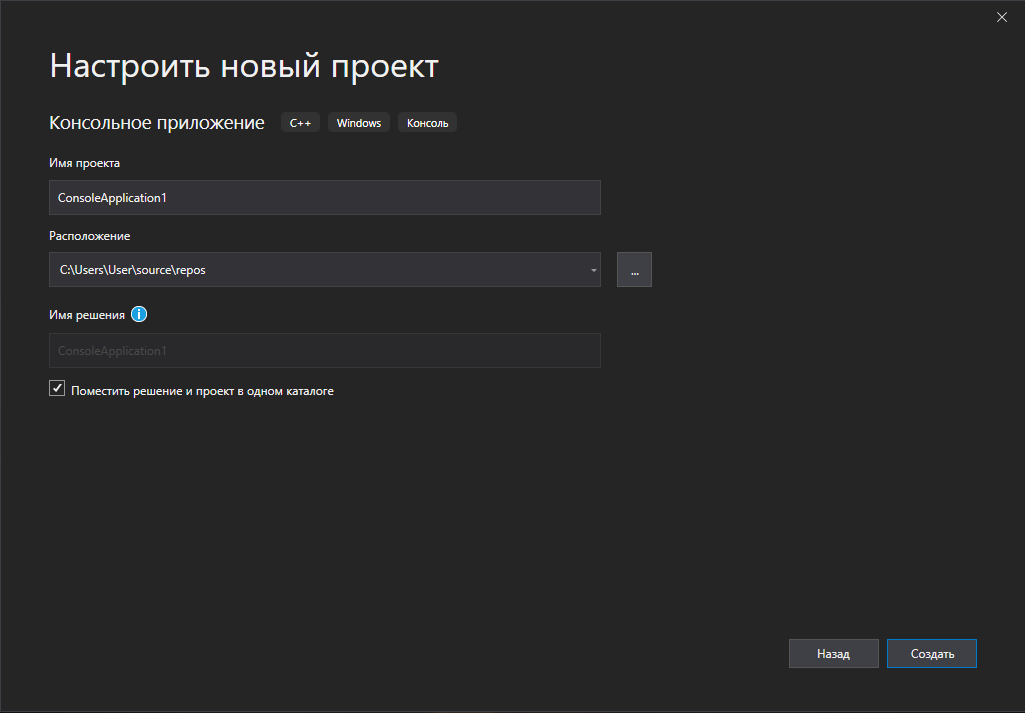 Настроить новый проект
Консольное приложение C++ Windows Консоль
Имя проекта
ConsoleApplication1
Расположение
C:\Users\User\source\repos
...
Имя решения i
ConsoleApplication1
Поместить решение и проект в одном каталоге
Назад Создать